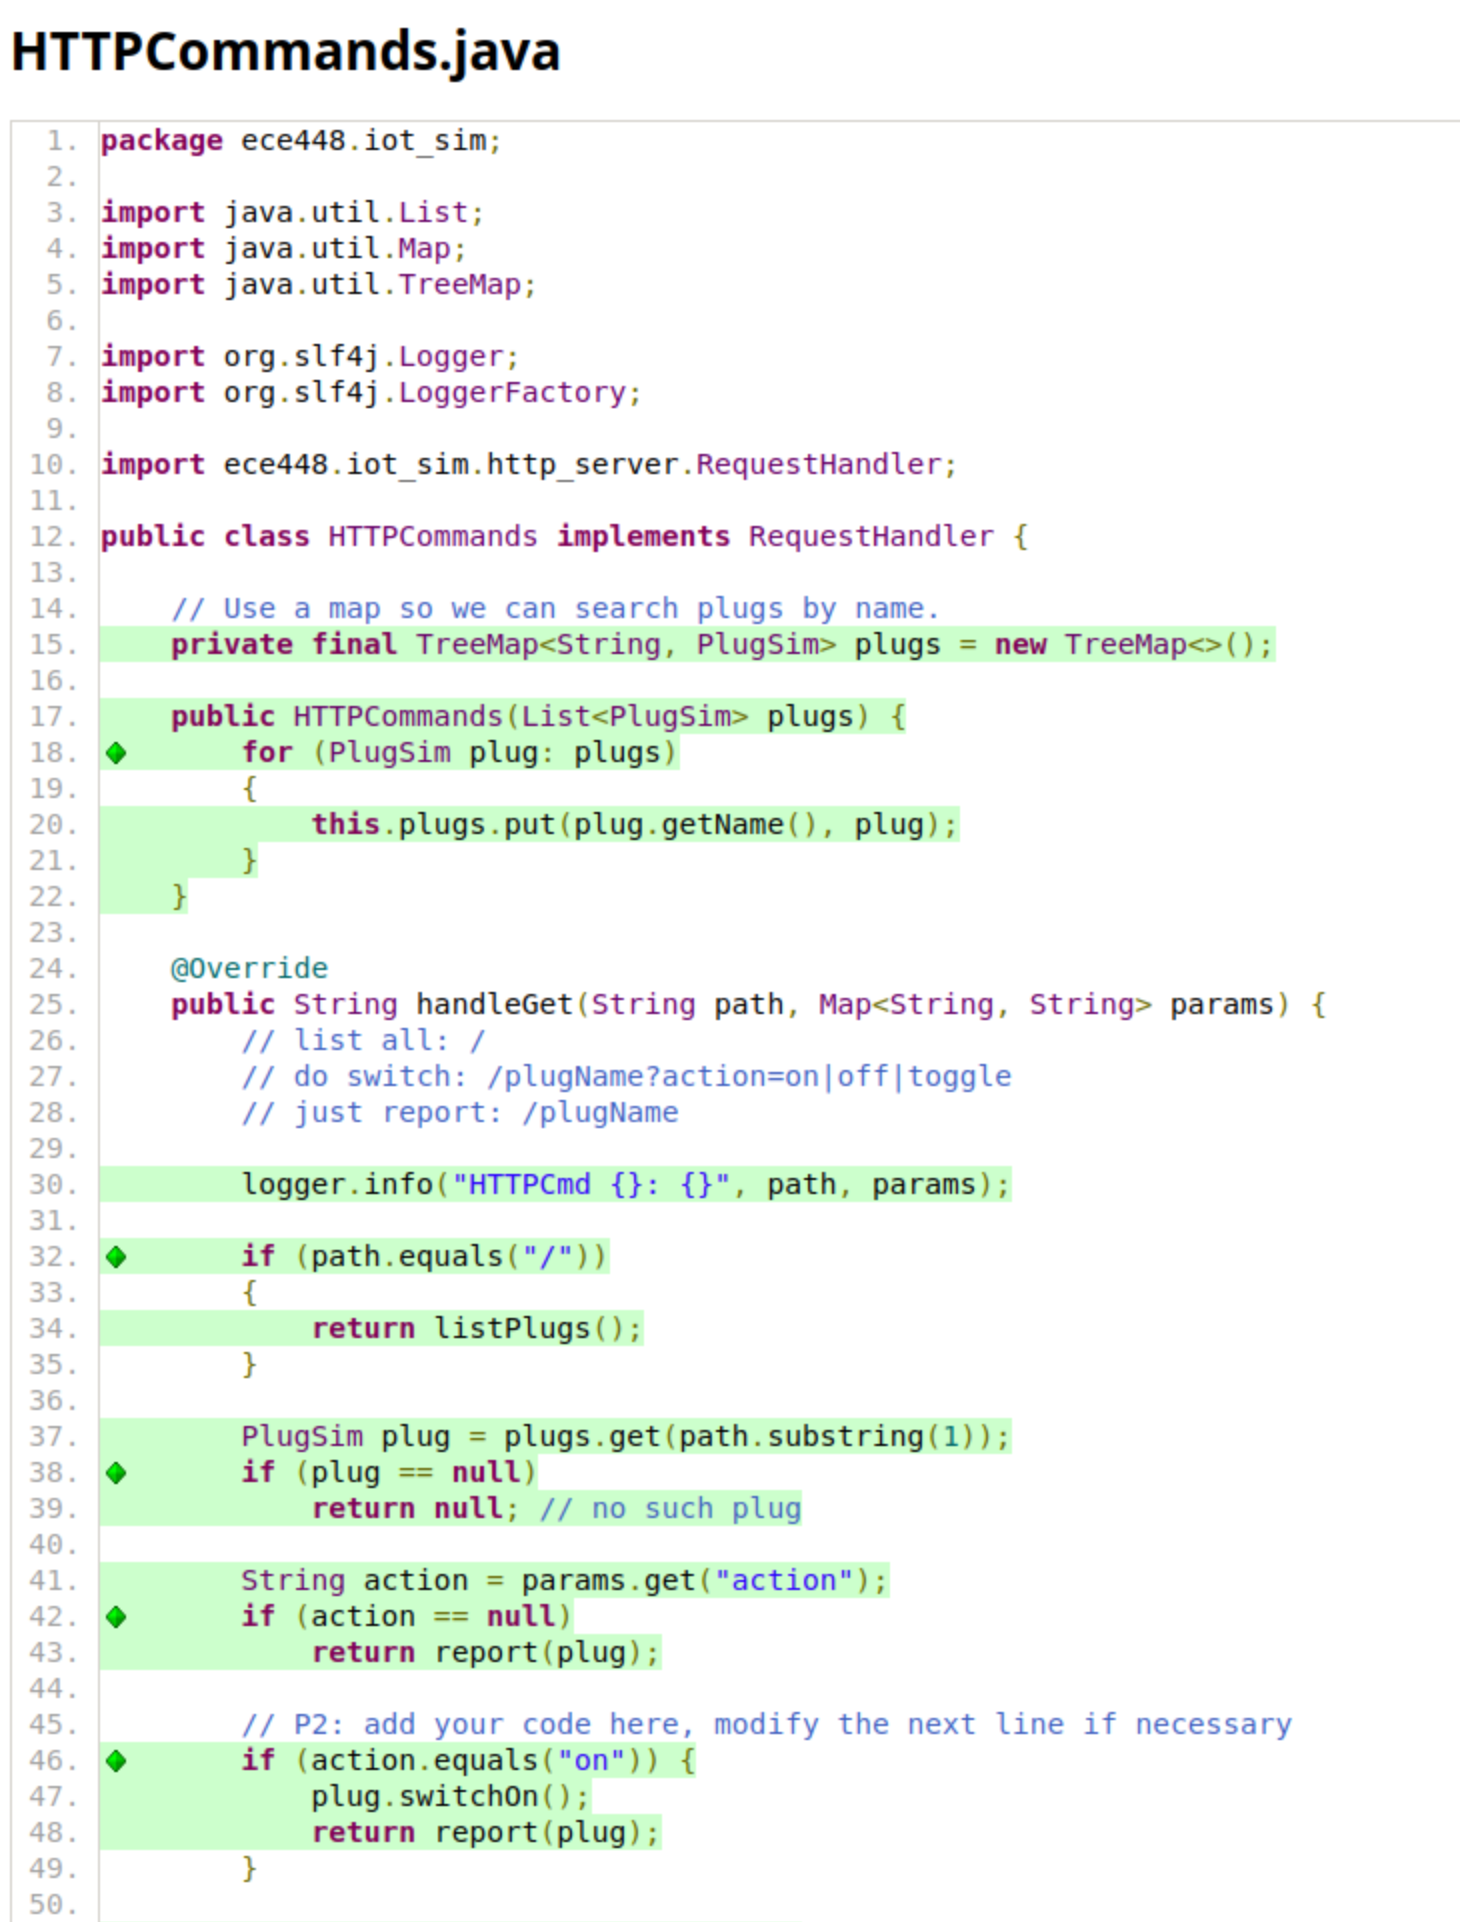 HTTPCommands.java
1. package ece448.iot_sim;
2.
3. import java.util.List;
4. import java.util.Map;
5. import java.util.TreeMap;
6.
7. import org.slf4j.Logger;
8. import org.slf4j.LoggerFactory;
9.
10. import ece448.iot_sim.http_server.RequestHandler;
11.
12. public class HTTPCommands implements RequestHandler {
13.
14.     // Use a map so we can search plugs by name.
15.     private final TreeMap<String, PlugSim> plugs = new TreeMap<>();
16.
17.     public HTTPCommands(List<PlugSim> plugs) {
18.         for (PlugSim plug: plugs)
19.         {
20.             this.plugs.put(plug.getName(), plug);
21.         }
22.     }
23.
24.     @Override
25.     public String handleGet(String path, Map<String, String> params) {
26.         // list all: /
27.         // do switch: /plugName?action=on|off|toggle
28.         // just report: /plugName
29.
30.         logger.info("HTTPCmd {}: {}", path, params);
31.
32.         if (path.equals("/"))
33.         {
34.             return listPlugs();
35.         }
36.
37.         PlugSim plug = plugs.get(path.substring(1));
38.         if (plug == null)
39.             return null; // no such plug
40.
41.         String action = params.get("action");
42.         if (action == null)
43.             return report(plug);
44.
45.         // P2: add your code here, modify the next line if necessary
46.         if (action.equals("on")) {
47.             plug.switchOn();
48.             return report(plug);
49.         }
50.